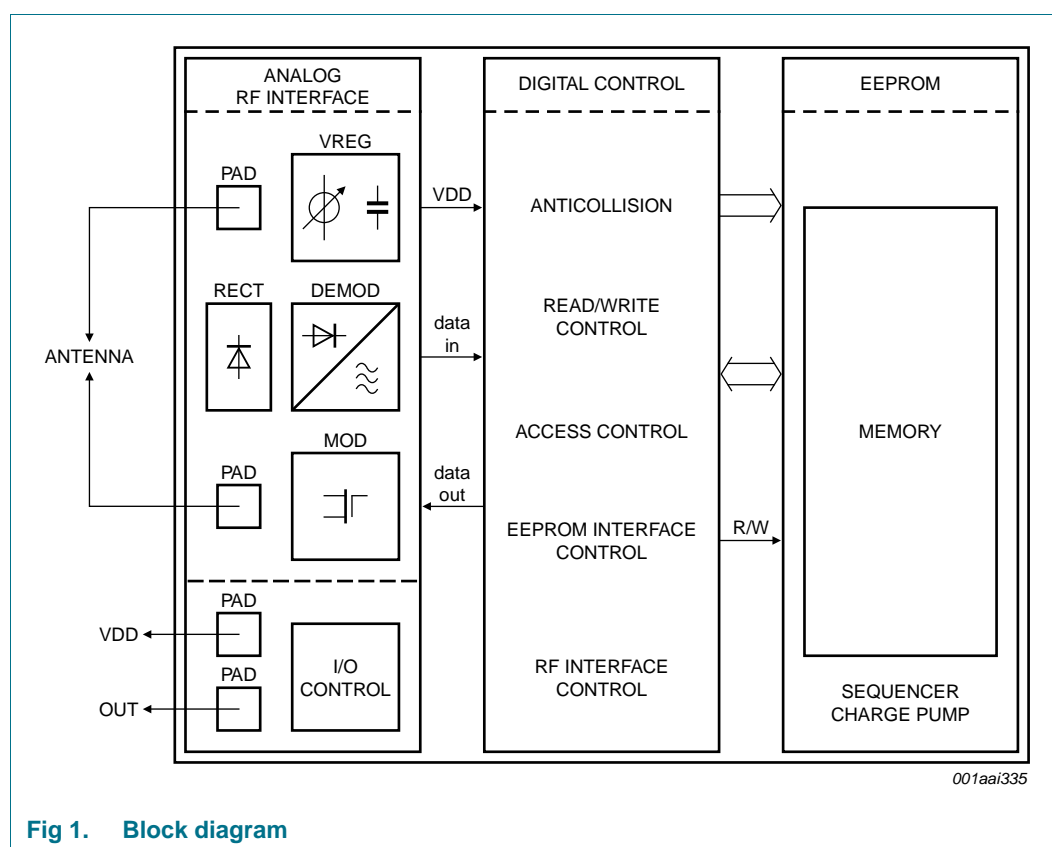 ANALOG
RF INTERFACE
VREG
PAD
RECT
DEMOD
ANTENNA
MOD
PAD
PAD
VDD
PAD
OUT
I/O
CONTROL
VDD
data
in
data
out
DIGITAL CONTROL
ANTICOLLISION
READ/WRITE
CONTROL
ACCESS CONTROL
EEPROM INTERFACE
CONTROL
RF INTERFACE
CONTROL
R/W
EEPROM
MEMORY
SEQUENCER
CHARGE PUMP
001aai335
Fig 1. Block diagram